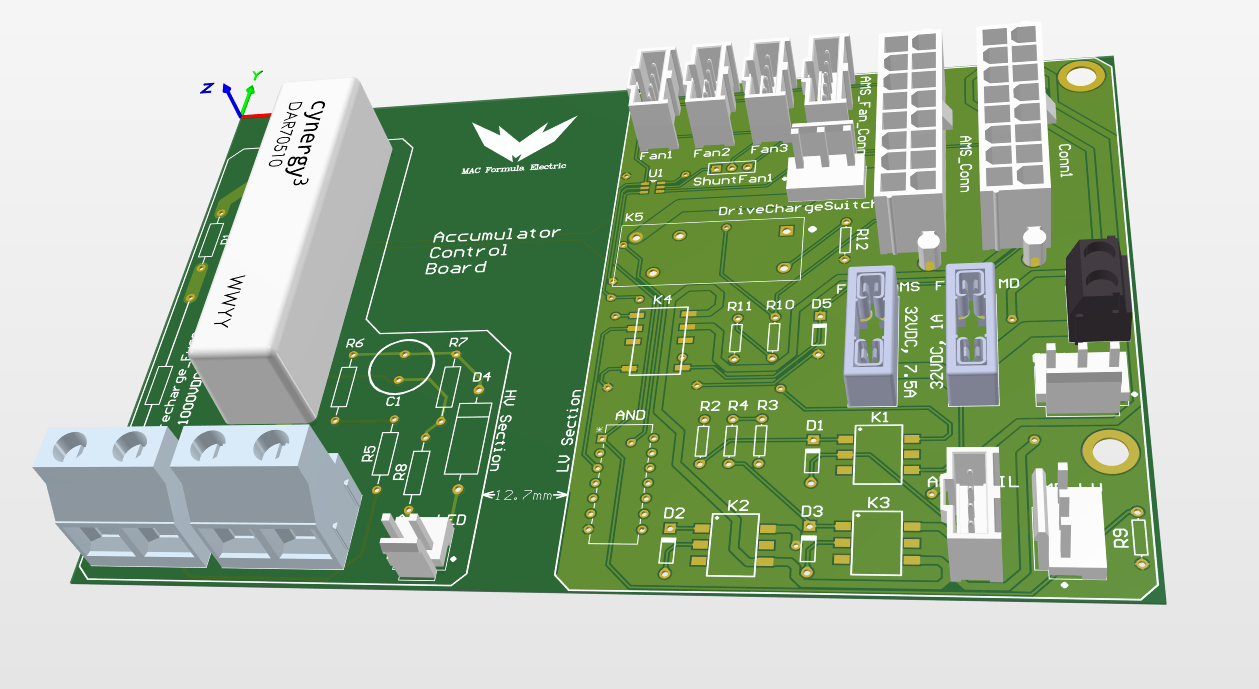 Z
Y
cynergy3
DAR70510
WWYY
MAC Formula Electric
Accumulator
Control
Board
Fan1
Fan2
Fan3
AMS_Fan_Conn
AMS_Conn
Conn1
U1
ShuntFan1
DriveChargeSwitch
K5
R12
K4
R11
R10
D5
MS
MD
32VDC, 7.5A
32VDC, 1A
1000VDC
R6
R7
C1
D4
R5
R8
LED
HV Section
LV Section
12.7mm
AND
R2
R4
R3
D1
K1
D2
K2
D3
K3
IL
R9